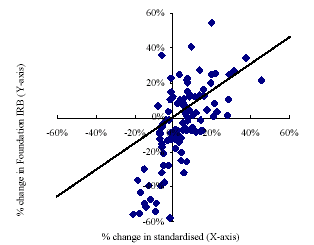 60%
40%
20%
0%
-60% -40% -20% 0% 20% 40% 60%
-20%
-40%
-60%
% change in Foundation IRB (Y-axis)
% change in standardised (X-axis)